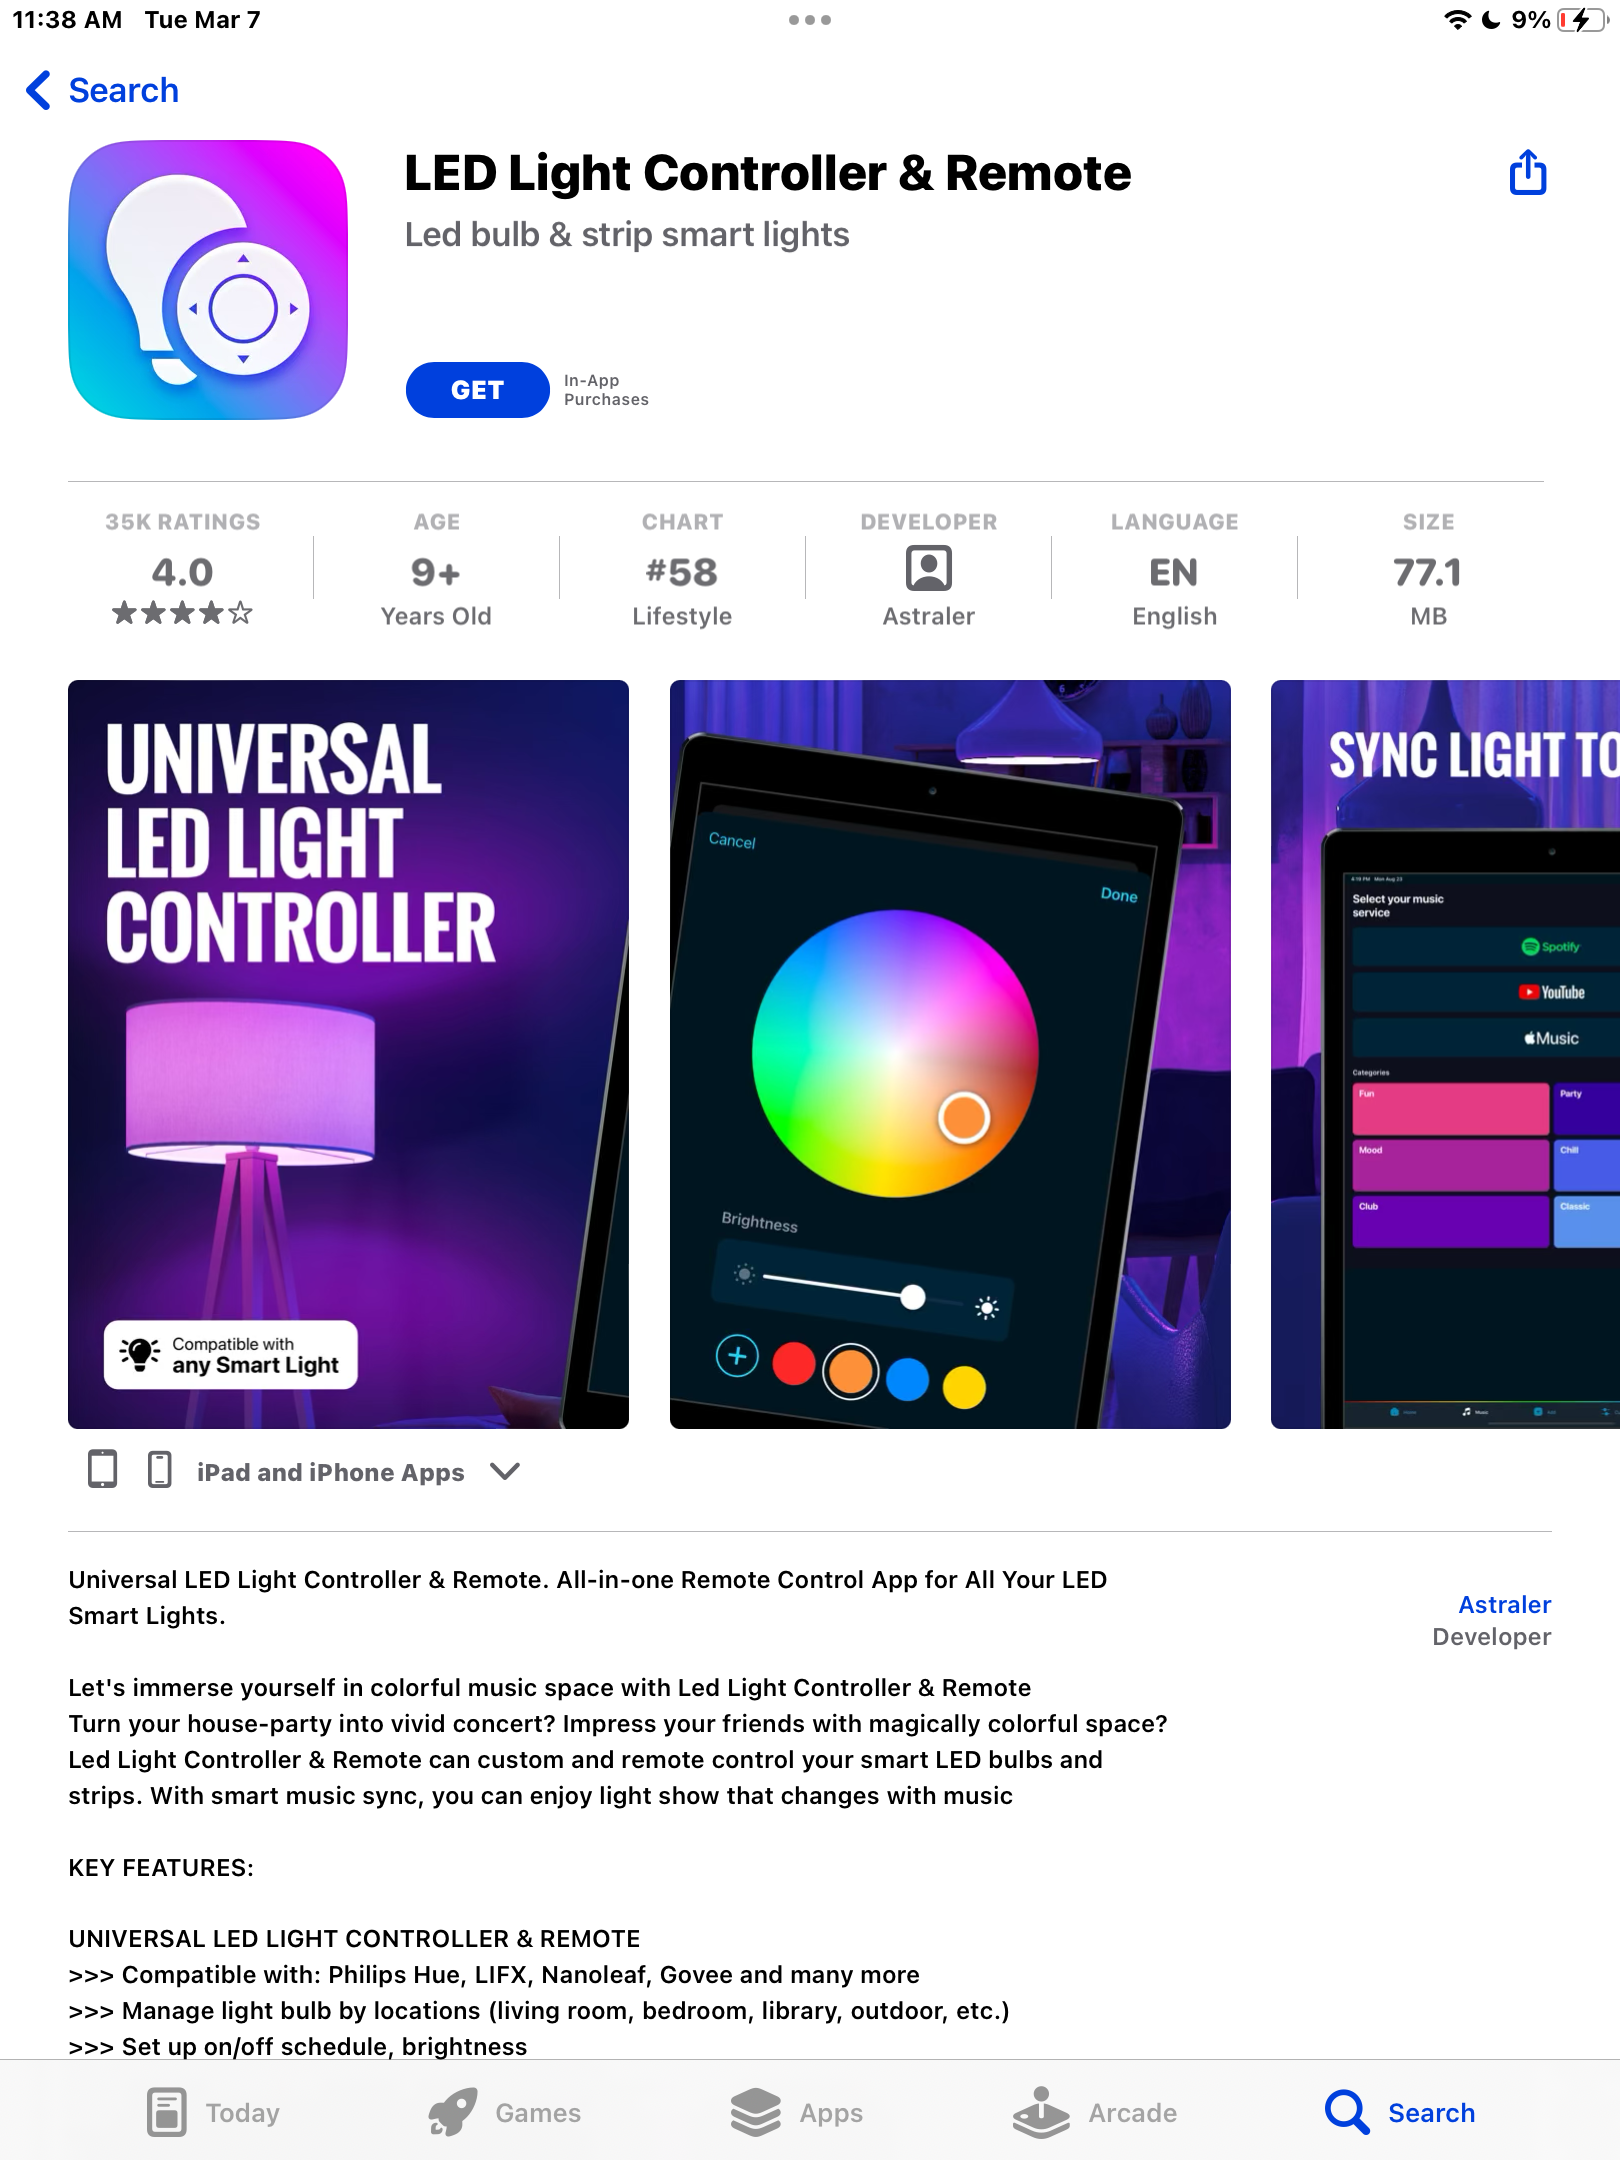 11:38 AM Tue Mar 7
9%
Search
LED Light Controller & Remote
Led bulb & strip smart lights
GET
In-App
Purchases
35K RATINGS
4.0
AGE
9+
Years Old
CHART
#58
Lifestyle
DEVELOPER
Astraler
LANGUAGE
EN
English
SIZE
77.1
MB
UNIVERSAL
LED LIGHT
CONTROLLER
Compatible with
any Smart Light
Cancel
Done
Brightness
SYNC LIGHT TO
4:19 PM Mon Aug 23
Select your music
service
Spotify
YouTube
Music
Categories
Fun
Party
Mood
Chill
Club
Classic
Music
iPad and iPhone Apps
Universal LED Light Controller & Remote. All-in-one Remote Control App for All Your LED
Smart Lights.
Astraler
Developer
Let's immerse yourself in colorful music space with Led Light Controller & Remote
Turn your house-party into vivid concert? Impress your friends with magically colorful space?
Led Light Controller & Remote can custom and remote control your smart LED bulbs and
strips. With smart music sync, you can enjoy light show that changes with music
KEY FEATURES:
UNIVERSAL LED LIGHT CONTROLLER & REMOTE
>>> Compatible with: Philips Hue, LIFX, Nanoleaf, Govee and many more
>>> Manage light bulb by locations (living room, bedroom, library, outdoor, etc.)
>>> Set up on/off schedule, brightness
Today
Games
Apps
Arcade
Search